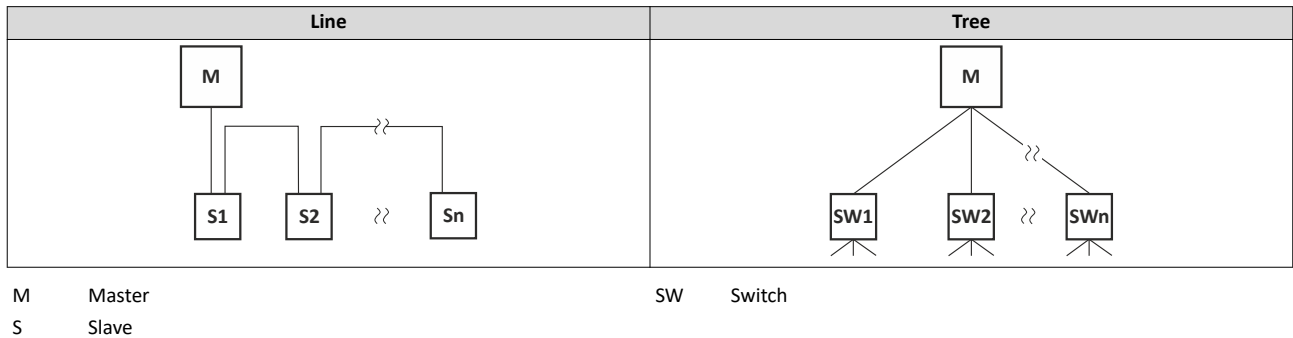 Line Tree
M M
S1 S2 Sn SW1 SW2 SWn
M Master SW Switch
S Slave